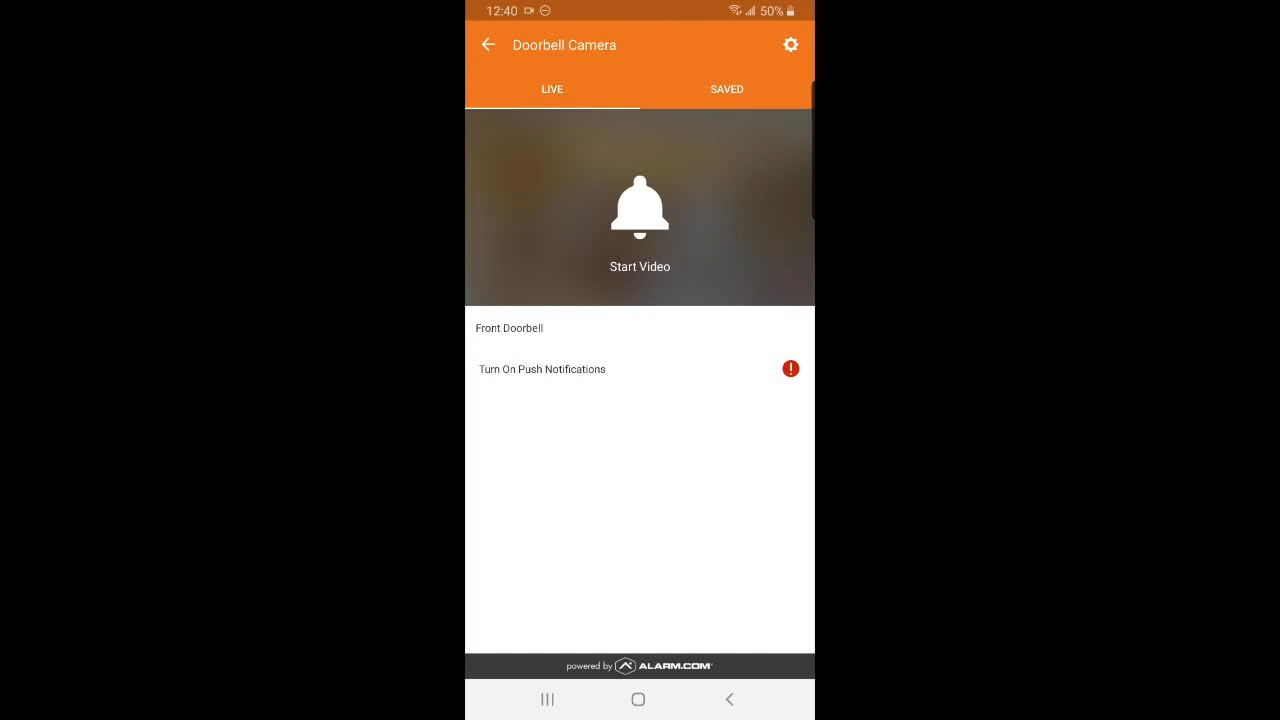 12:40 50%
Doorbell Camera
LIVE SAVED
Start Video
Front Doorbell
Turn On Push Notifications
powered by ALARM.COM